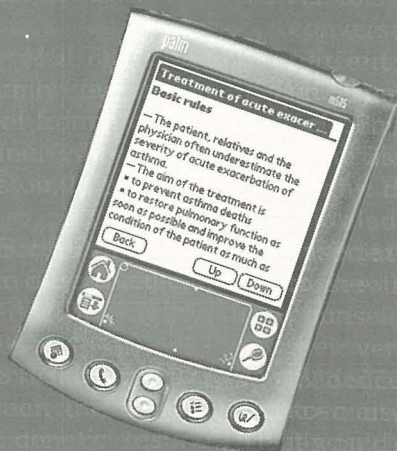 palm
m515
Treatment of acute exacer ...
Basic rules
— The patient, relatives and the
physician often underestimate the
severity of acute exacerbation of
asthma.
— The aim of the treatment is
▪ to prevent asthma deaths
▪ to restore pulmonary function as
soon as possible and improve the
condition of the patient as much as
Back
Up
Down